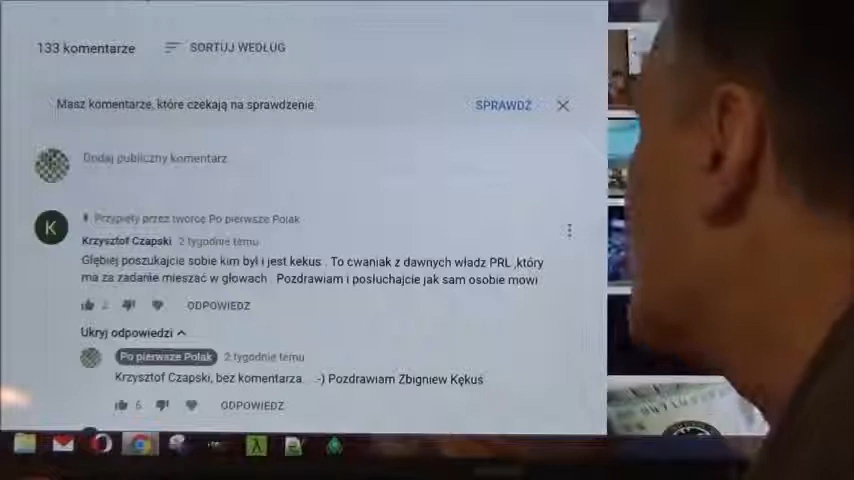 133 komentarze
SORTUJ WEDŁUG
Masz komentarze, które czekają na sprawdzenie
SPRAWDŹ
Dodaj publiczny komentarz
K
Przypięty przez twórcę Po pierwsze Polak
Krzysztof Czapski 2 tygodnie temu
Głębiej poszukajcie sobie kim był i jest kekus . To cwaniak z dawnych władz PRL ,który
ma za zadanie mieszać w głowach . Pozdrawiam i posłuchajcie jak sam osobie mowi
2 ODPOWIEDZ
Ukryj odpowiedzi
Po pierwsze Polak 2 tygodnie temu
Krzysztof Czapski, bez komentarza. :-) Pozdrawiam Zbigniew Kękuś
6 ODPOWIEDZ